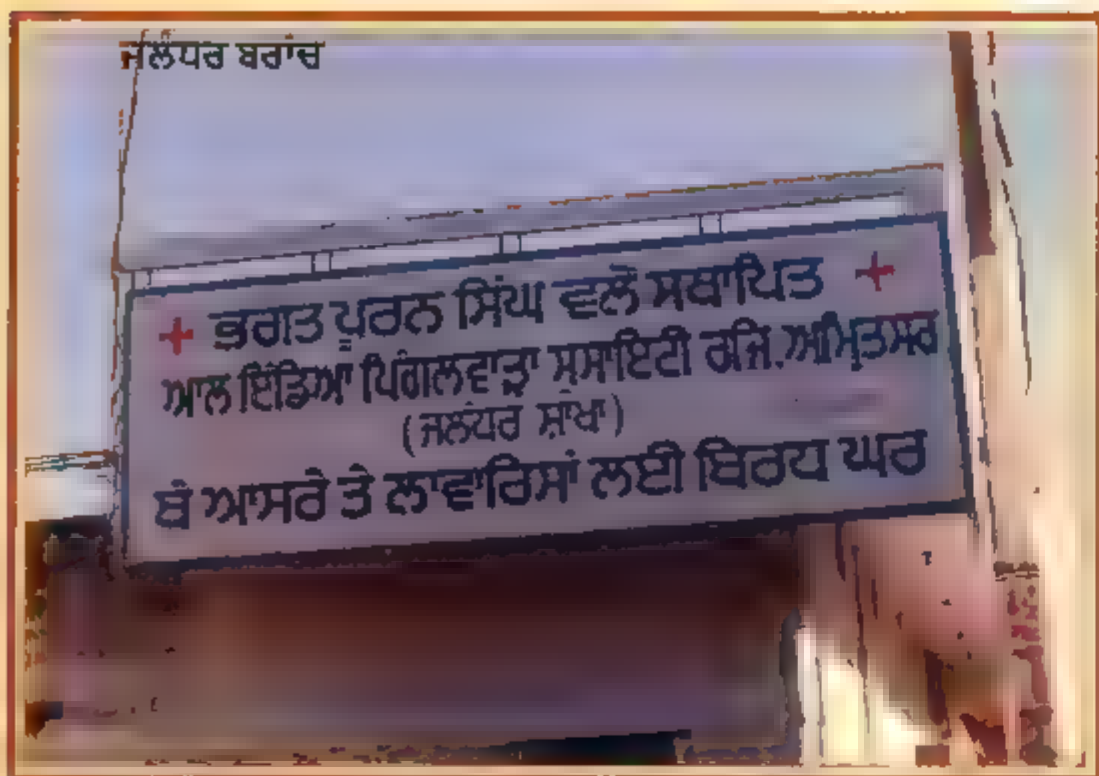 ਜਲੰਧਰ ਬਰਾਂਚ
+ ਭਗਤ ਪੂਰਨ ਸਿੰਘ ਵਲੋਂ ਸਥਾਪਿਤ +
ਆਲ ਇੰਡਿਆ ਪਿੰਗਲਵਾੜਾ ਸੁਸਾਇਟੀ ਰਜਿ. ਅੰਮ੍ਰਿਤਸਰ
(ਜਲੰਧਰ ਸ਼ਾਂਖਾ)
ਬੇ ਆਸਰੇ ਤੇ ਲਾਵਾਰਿਸਾਂ ਲਈ ਬਿਰਧ ਘਰ